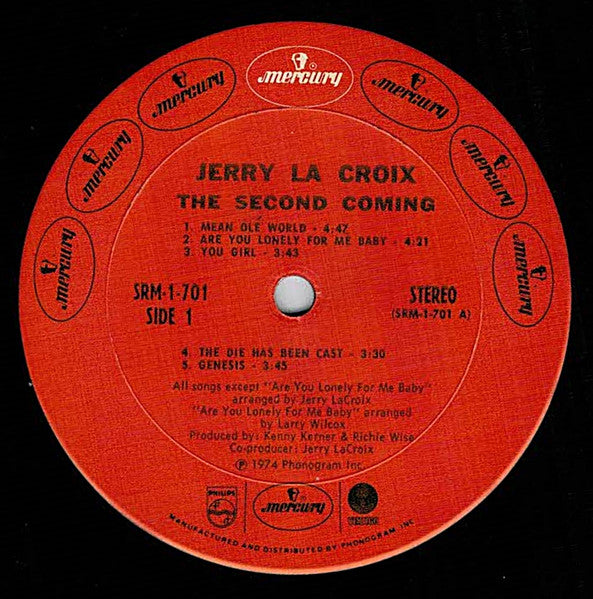 mercury
mercury
mercury
mercury
mercury
mercury
mercury
JERRY LA CROIX
THE SECOND COMING
1. MEAN OLÉ WORLD - 4:47
2. ARE YOU LONELY FOR ME BABY - 4:21
3. YOU GIRL - 3:43
SRM-1-701
SIDE 1
STEREO
(SRM-1-701 A)
4. THE DIE HAS BEEN CAST - 3:30
5. GENESIS - 3:45
All songs except "Are You Lonely For Me Baby"
arranged by Jerry LaCroix
"Are You Lonely For Me Baby" arranged
by Larry Wilcox
Produced by: Kenny Kerner & Richie Wise
Co-producer: Jerry LaCroix
℗ 1974 Phonogram Inc.
PHILIPS
mercury
VERTIGO
MANUFACTURED AND DISTRIBUTED BY PHONOGRAM, INC